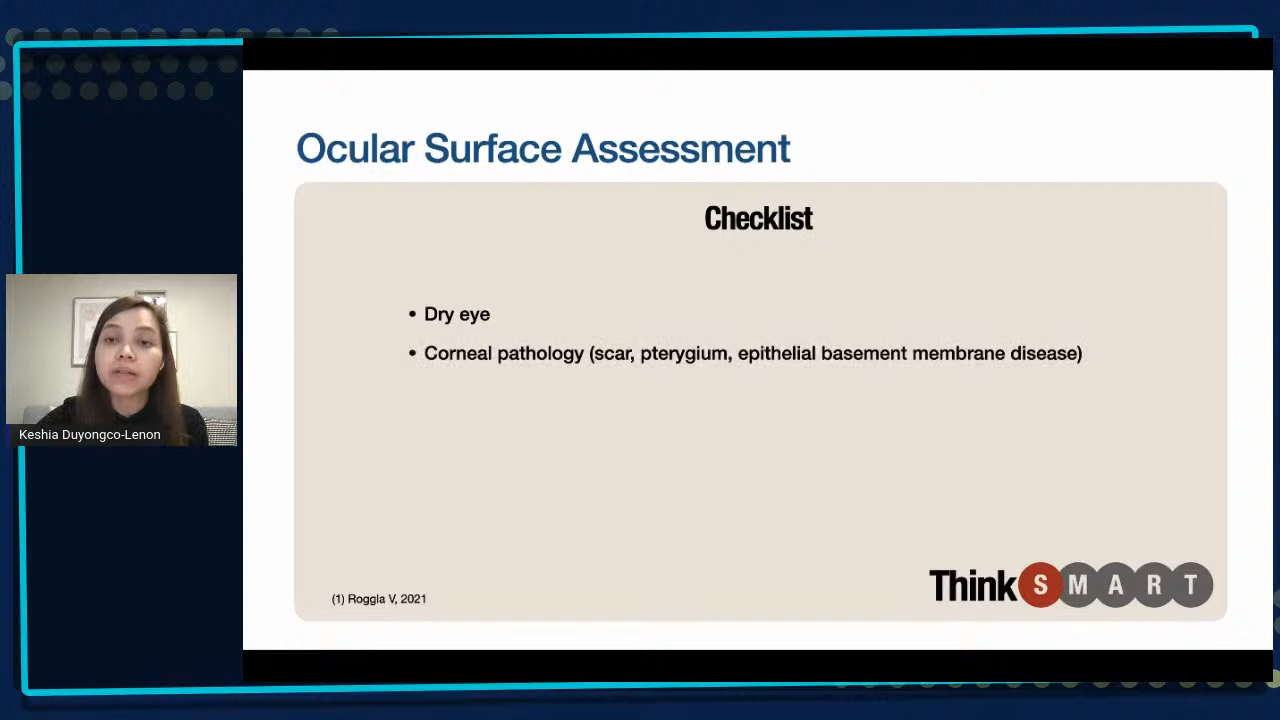 Ocular Surface Assessment
Checklist
• Dry eye
• Corneal pathology (scar, pterygium, epithelial basement membrane disease)
Keshia Duyongco-Lenon
(1) Roggla V, 2021
Think S M A R T